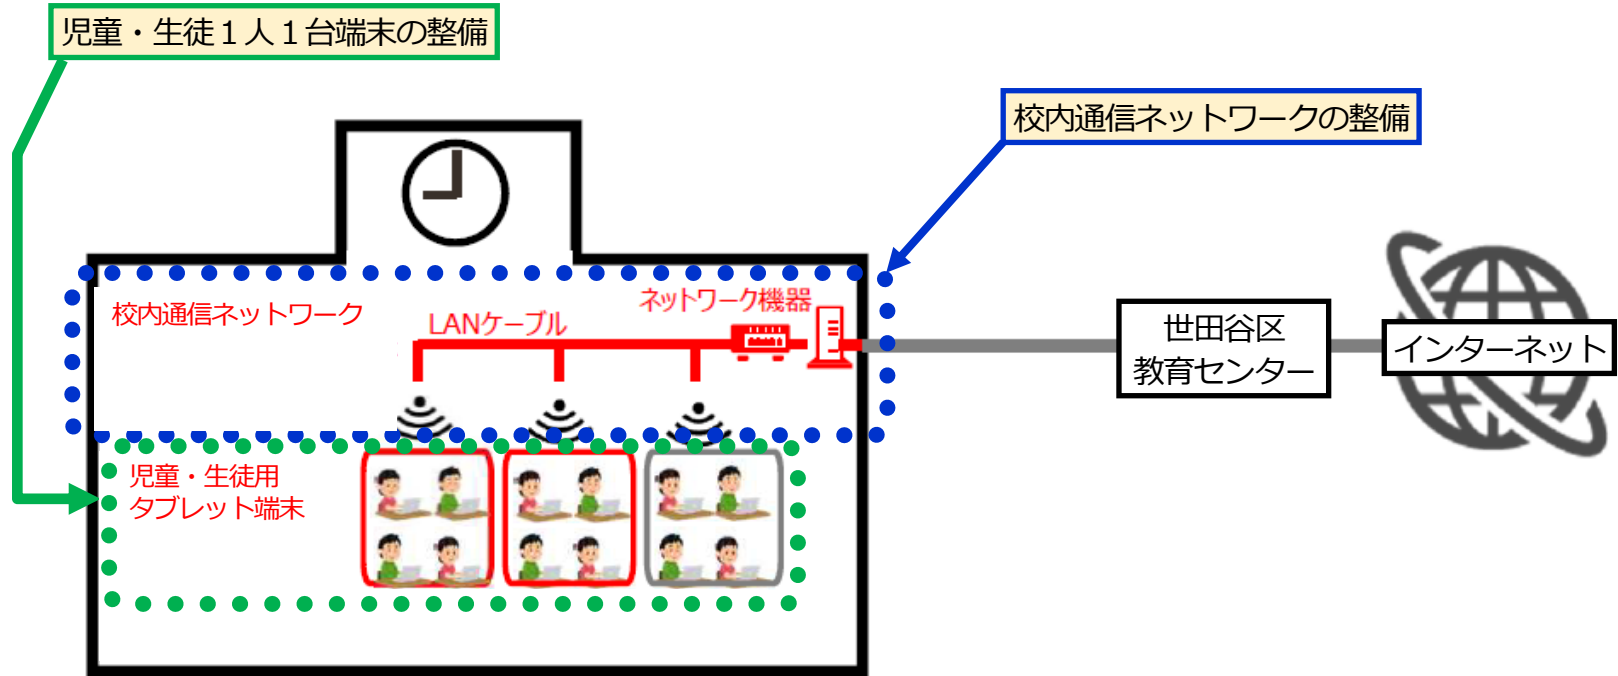 児童・生徒１人１台端末の整備
校内通信ネットワークの整備
校内通信ネットワーク
LANケーブル
ネットワーク機器
世田谷区
教育センター
インターネット
児童・生徒用
タブレット端末